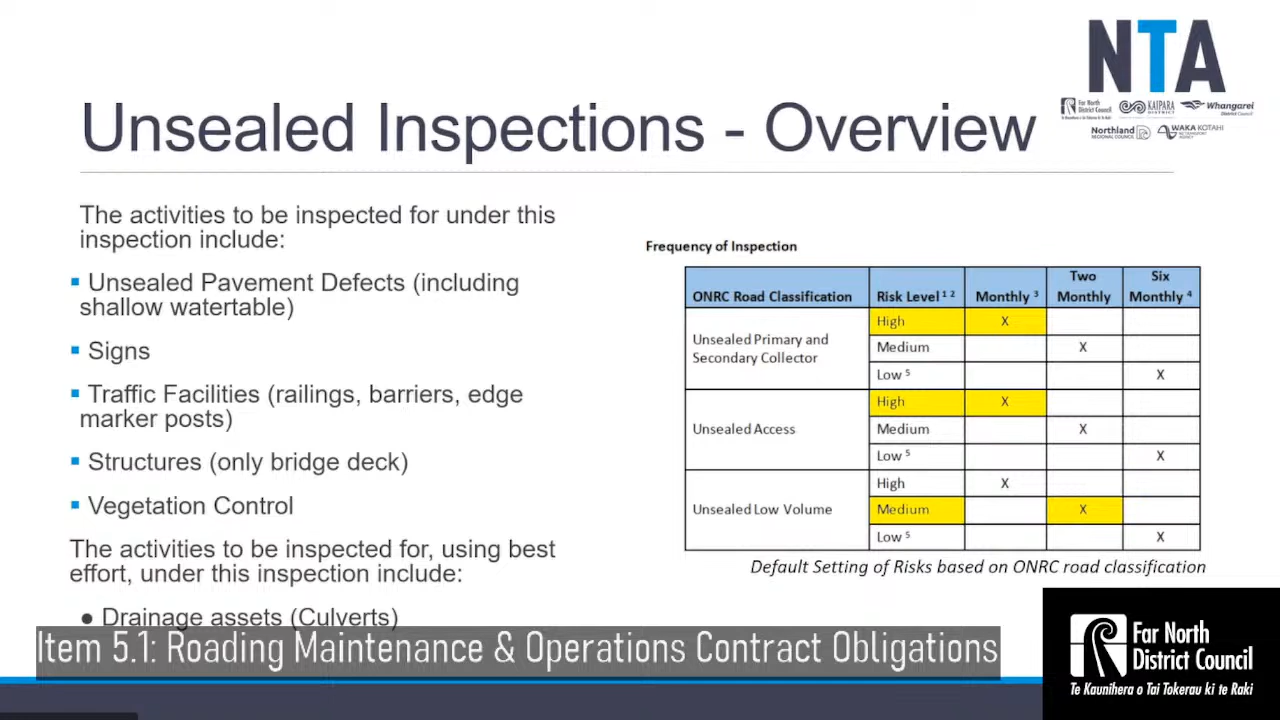 NTA
Far North
District Council
Te Kaunihera o Tai Tokerau ki te Raki
KAIPARA
DISTRICT
Whangarei
District Council
Northland
REGIONAL COUNCIL
WAKA KOTAHI
NZ TRANSPORT
AGENCY
Unsealed Inspections - Overview
The activities to be inspected for under this
inspection include:
▪ Unsealed Pavement Defects (including
shallow watertable)
▪ Signs
▪ Traffic Facilities (railings, barriers, edge
marker posts)
▪ Structures (only bridge deck)
▪ Vegetation Control
The activities to be inspected for, using best
effort, under this inspection include:
● Drainage assets (Culverts)
Frequency of Inspection
ONRC Road Classification Risk Level 1 2 Monthly 3 Two Monthly Six Monthly 4
Unsealed Primary and Secondary Collector High X
Medium X
Low 5 X
Unsealed Access High X
Medium X
Low 5 X
Unsealed Low Volume High X
Medium X
Low 5 X
Default Setting of Risks based on ONRC road classification
Item 5.1: Roading Maintenance & Operations Contract Obligations
Far North
District Council
Te Kaunihera o Tai Tokerau ki te Raki